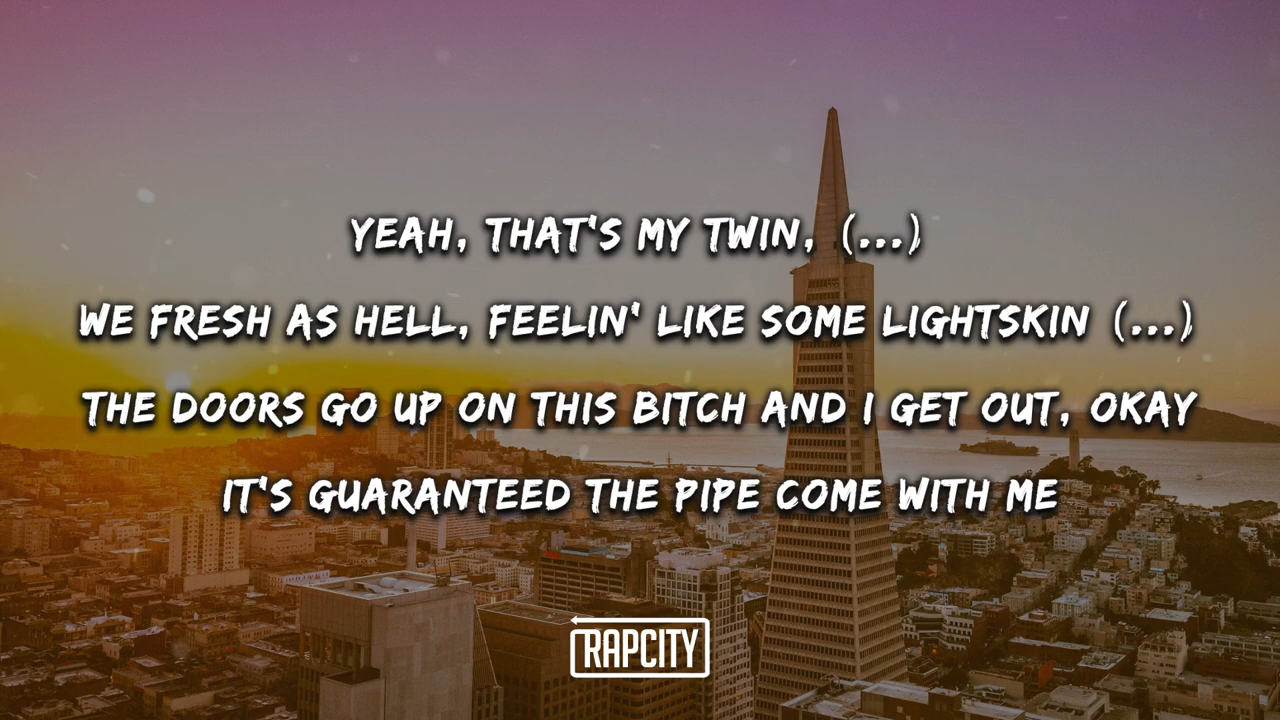 YEAH, THAT'S MY TWIN, (...)
WE FRESH AS HELL, FEELIN' LIKE SOME LIGHTSKIN (...)
THE DOORS GO UP ON THIS BITCH AND I GET OUT, OKAY
IT'S GUARANTEED THE PIPE COME WITH ME
RAPCITY